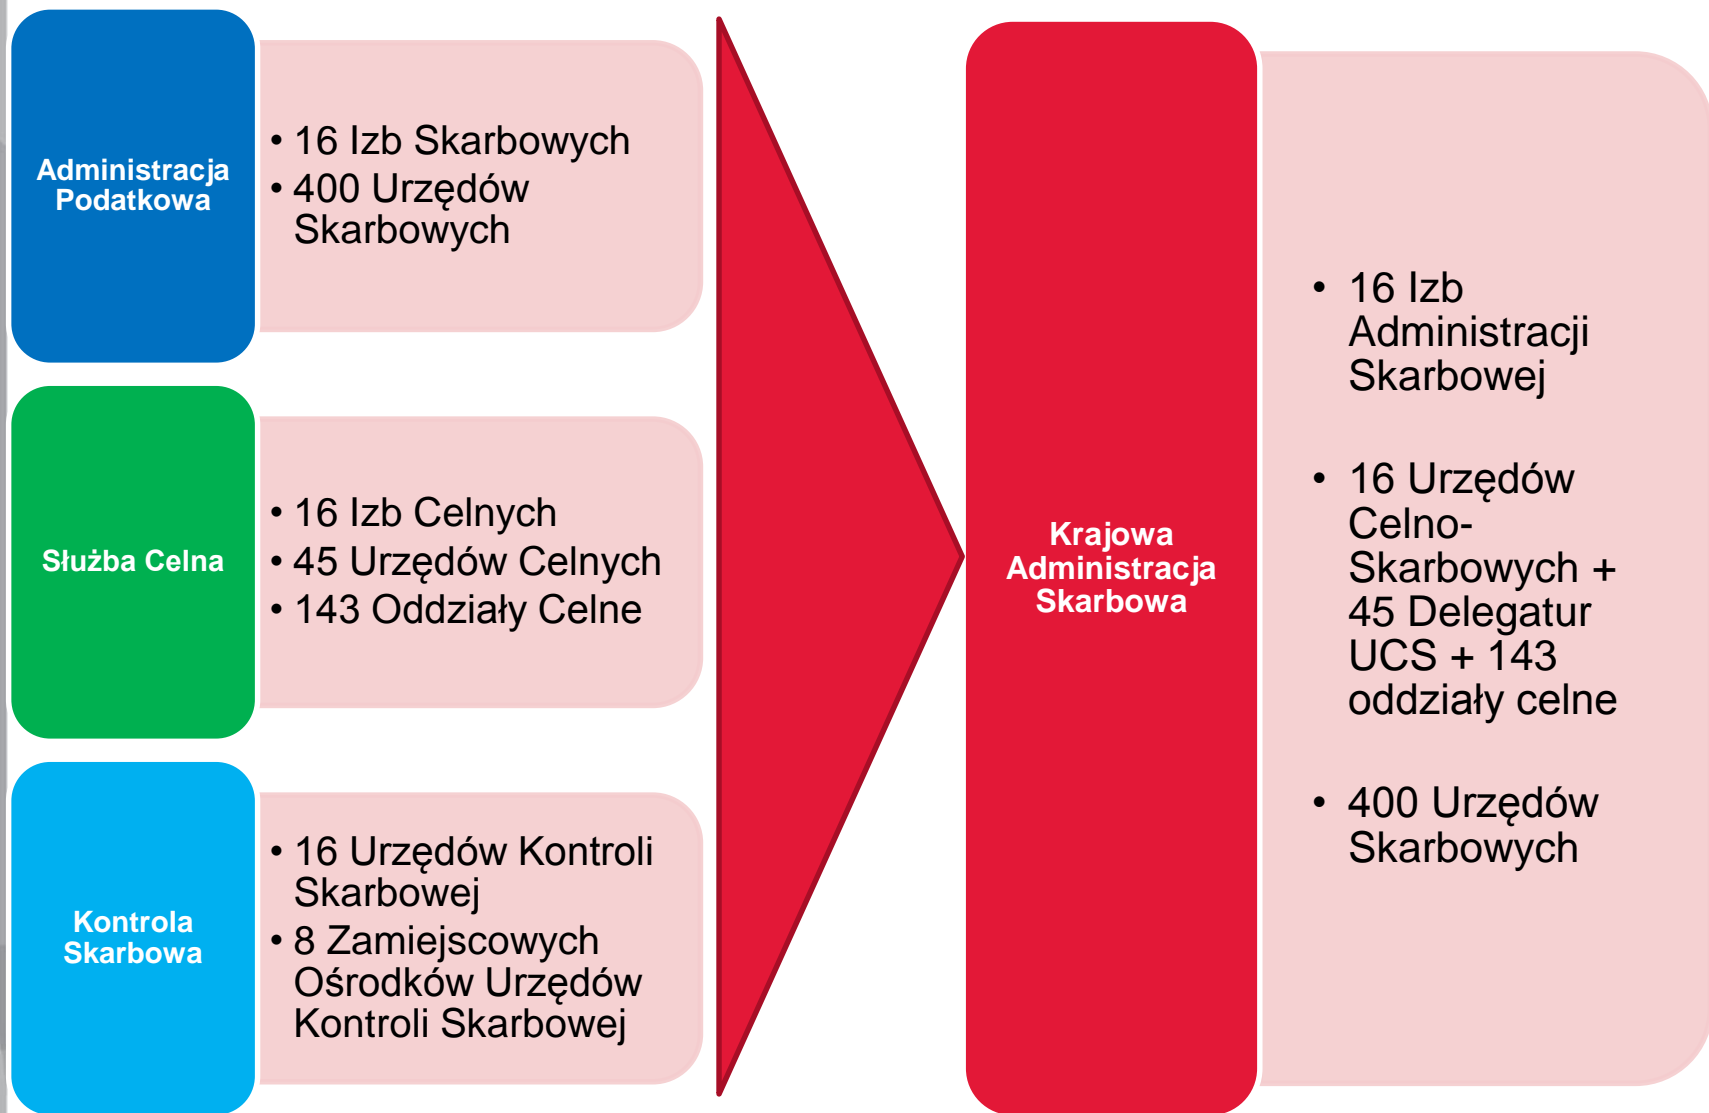 Administracja
Podatkowa
• 16 Izb Skarbowych
• 400 Urzędów
Skarbowych
Służba Celna
• 16 Izb Celnych
• 45 Urzędów Celnych
• 143 Oddziały Celne
Kontrola
Skarbowa
• 16 Urzędów Kontroli
Skarbowej
• 8 Zamiejscowych
Ośrodków Urzędów
Kontroli Skarbowej
Krajowa
Administracja
Skarbowa
• 16 Izb
Administracji
Skarbowej
• 16 Urzędów
Celno-
Skarbowych +
45 Delegatur
UCS + 143
oddziały celne
• 400 Urzędów
Skarbowych